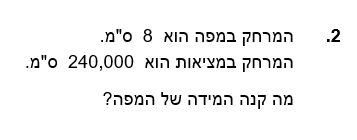 2. המרחק במפה הוא 8 ס"מ.
המרחק במציאות הוא 240,000 ס"מ.
מה קנה המידה של המפה?